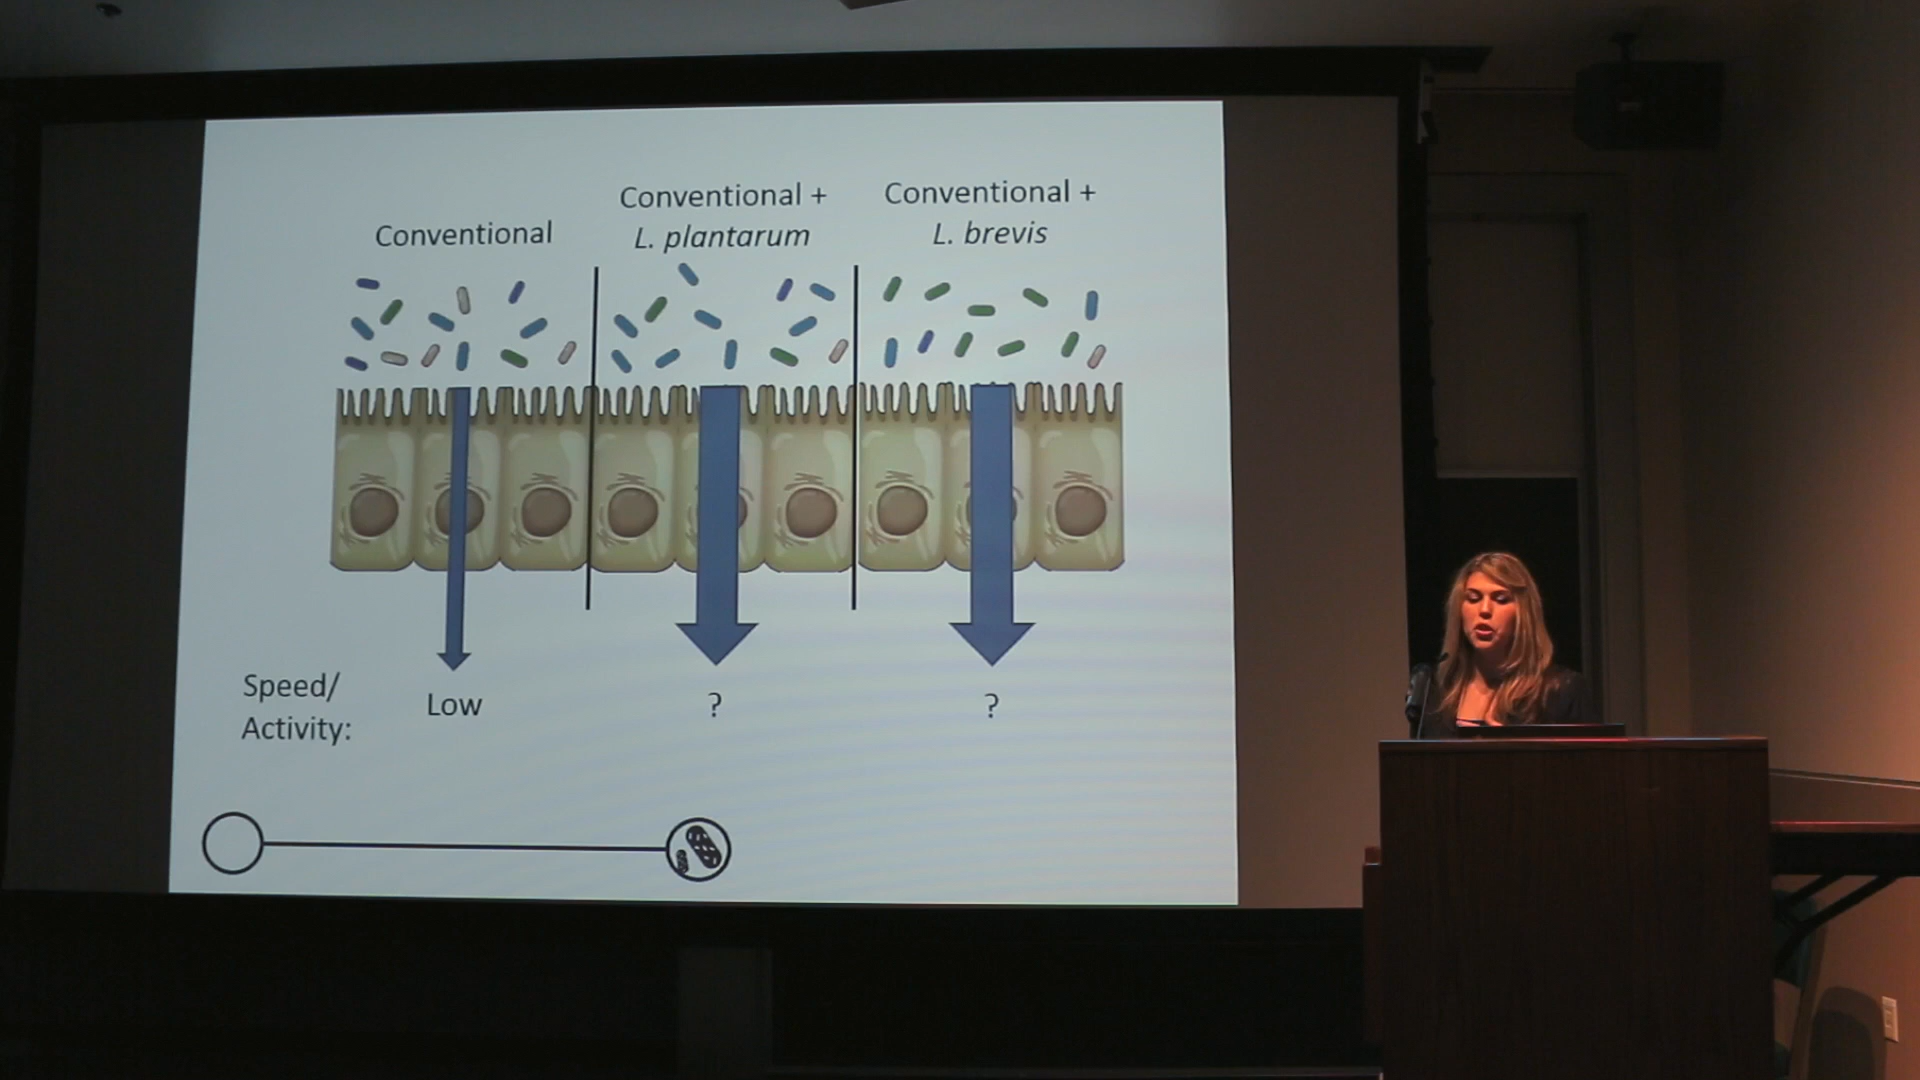 Conventional
Conventional +
L. plantarum
Conventional +
L. brevis
Speed/
Activity:
Low
?
?